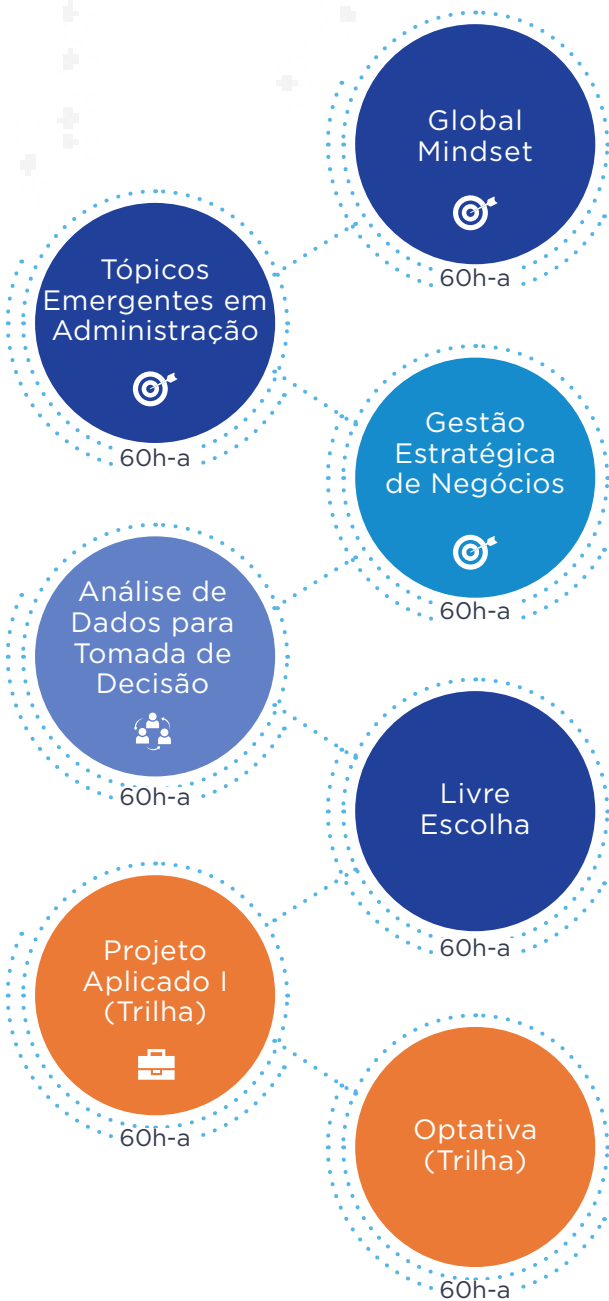 Global
Mindset
60h-a
Tópicos
Emergentes em
Administração
60h-a
Gestão
Estratégica
de Negócios
60h-a
Análise de
Dados para
Tomada de
Decisão
60h-a
Livre
Escolha
60h-a
Projeto
Aplicado I
(Trilha)
60h-a
Optativa
(Trilha)
60h-a